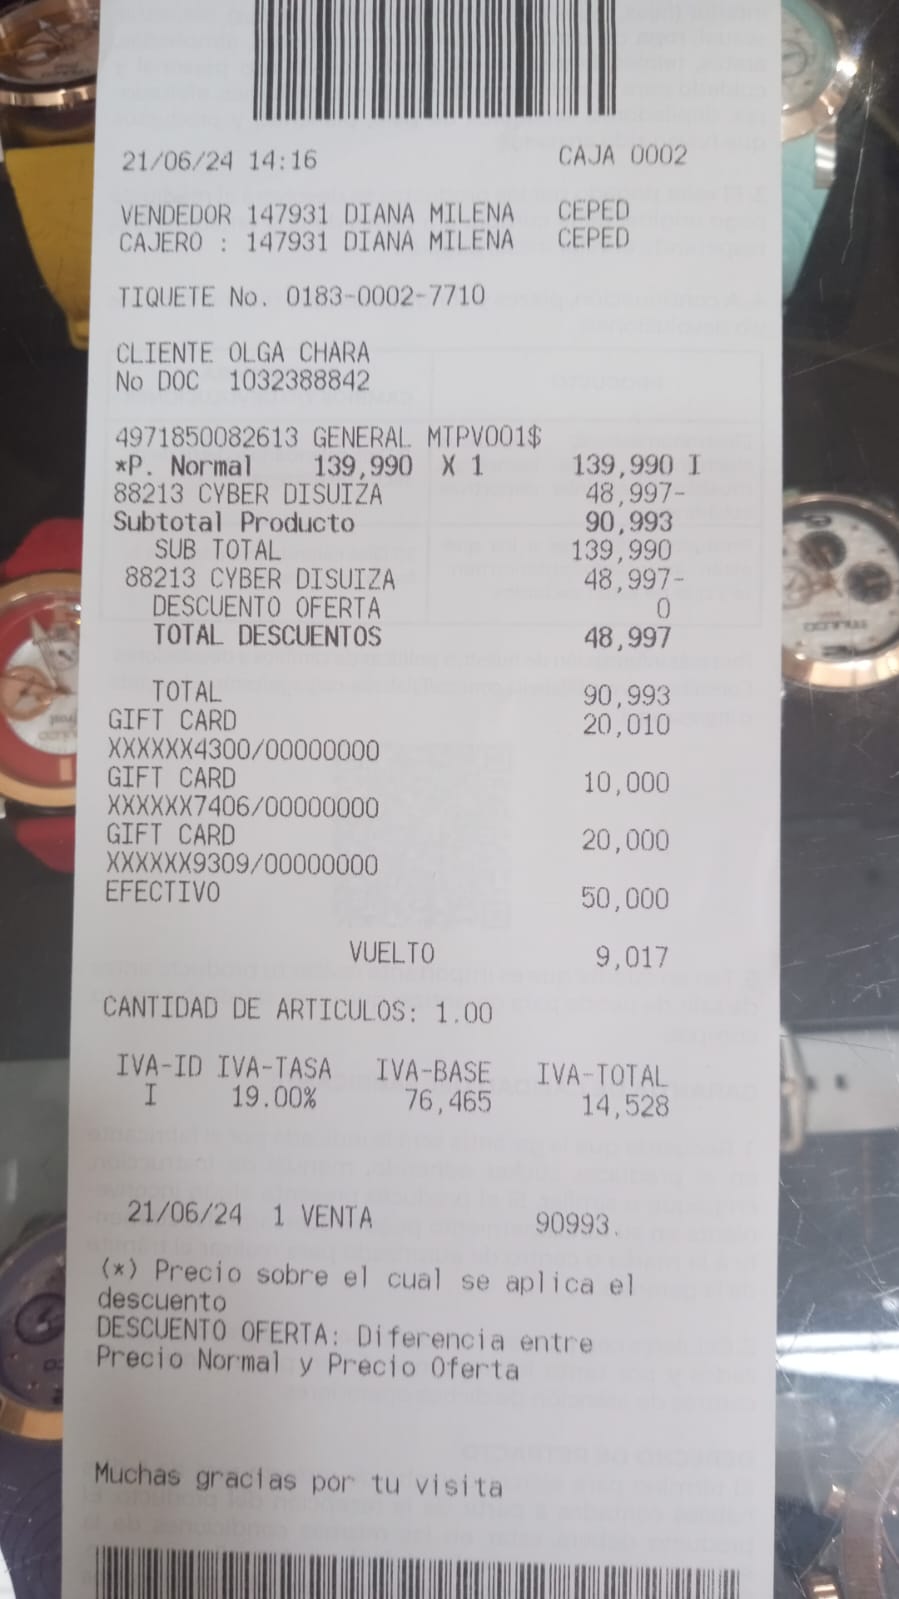 21/06/24 14:16 CAJA 0002
VENDEDOR 147931 DIANA MILENA CEPED
CAJERO : 147931 DIANA MILENA CEPED
TIQUETE No. 0183-0002-7710
CLIENTE OLGA CHARA
No DOC 1032388842
4971850082613 GENERAL MTPV001$
*P. Normal 139,990 X 1 139,990 I
88213 CYBER DISUIZA 48,997-
Subtotal Producto 90,993
SUB TOTAL 139,990
88213 CYBER DISUIZA 48,997-
DESCUENTO OFERTA 0
TOTAL DESCUENTOS 48,997
TOTAL 90,993
GIFT CARD 20,010
XXXXXX4300/00000000
GIFT CARD 10,000
XXXXXX7406/00000000
GIFT CARD 20,000
XXXXXX9309/00000000
EFECTIVO 50,000
VUELTO 9,017
CANTIDAD DE ARTICULOS: 1.00
IVA-ID IVA-TASA IVA-BASE IVA-TOTAL
I 19.00% 76,465 14,528
21/06/24 1 VENTA 90993.
(*) Precio sobre el cual se aplica el
descuento
DESCUENTO OFERTA: Diferencia entre
Precio Normal y Precio Oferta
Muchas gracias por tu visita